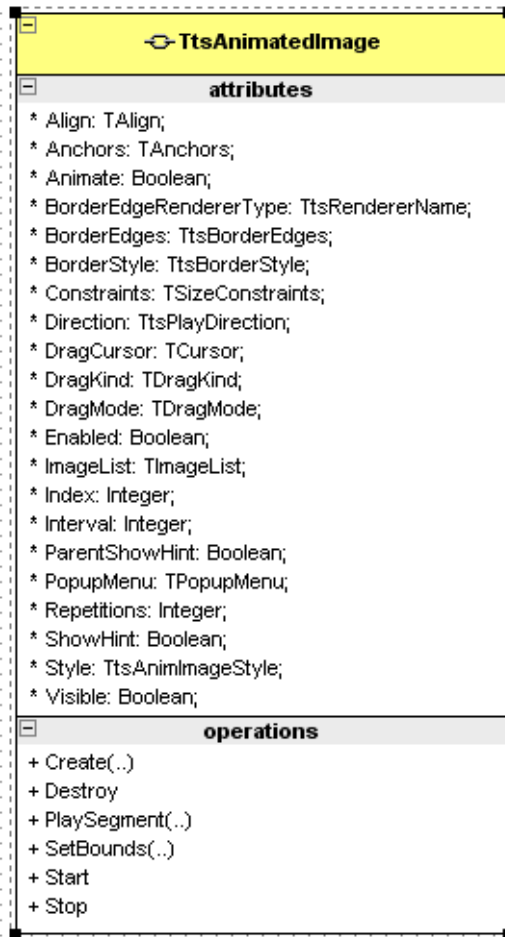 TtsAnimatedImage
attributes
* Align: TAlign;
* Anchors: TAnchors;
* Animate: Boolean;
* BorderEdgeRendererType: TtsRendererName;
* BorderEdges: TtsBorderEdges;
* BorderStyle: TtsBorderStyle;
* Constraints: TSizeConstraints;
* Direction: TtsPlayDirection;
* DragCursor: TCursor;
* DragKind: TDragKind;
* DragMode: TDragMode;
* Enabled: Boolean;
* ImageList: TImageList;
* Index: Integer;
* Interval: Integer;
* ParentShowHint: Boolean;
* PopupMenu: TPopupMenu;
* Repetitions: Integer;
* ShowHint: Boolean;
* Style: TtsAnimImageStyle;
* Visible: Boolean;
operations
+ Create(..)
+ Destroy
+ PlaySegment(..)
+ SetBounds(..)
+ Start
+ Stop